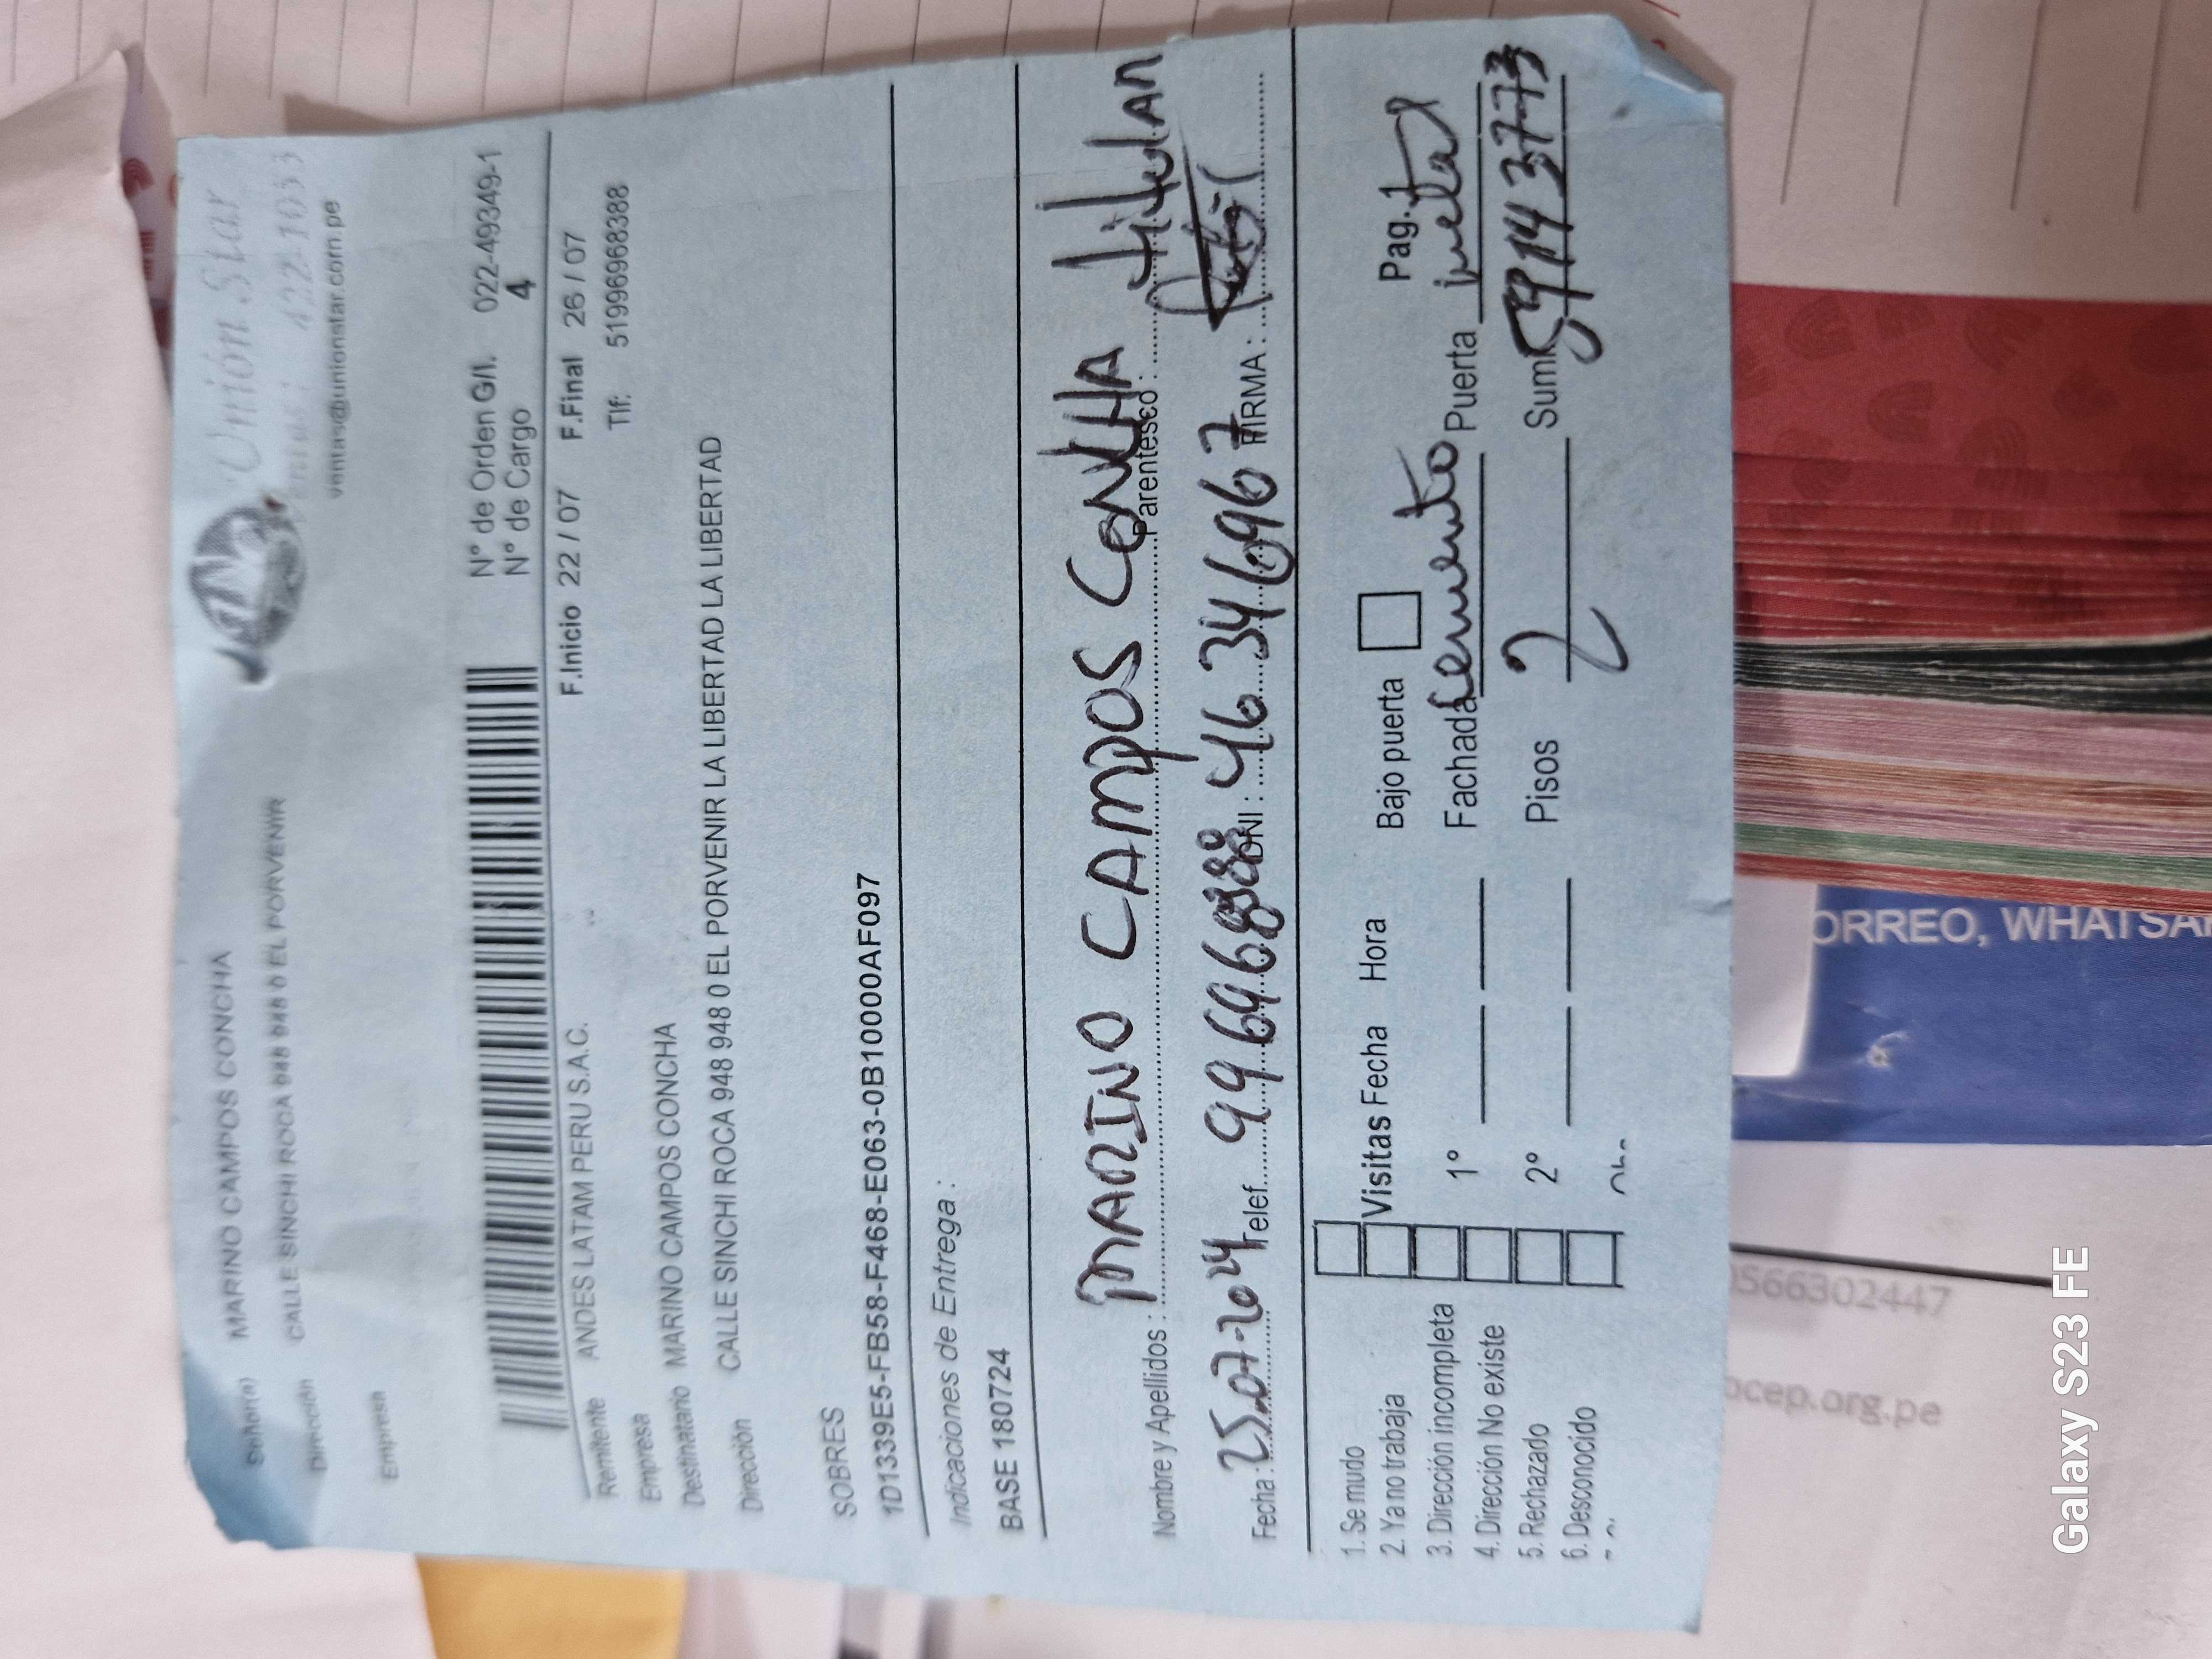 Unión Star
422-1033
ventas@unionstar.com.pe
Señor(a) MARINO CAMPOS CONCHA
Dirección CALLE SINCHI ROCA 948 948 0 EL PORVENIR
Empresa
N° de Orden G/I. 022-49349-1
N° de Cargo 4
F.Inicio 22 / 07 F.Final 26 / 07
Remitente ANDES LATAM PERU S.A.C.
Tlf: 51996968388
Empresa
Destinatario MARINO CAMPOS CONCHA
Dirección CALLE SINCHI ROCA 948 948 0 EL PORVENIR LA LIBERTAD LA LIBERTAD
SOBRES
1D1339E5-FB58-F468-E063-0B10000AF097
Indicaciones de Entrega :
BASE 180724
Nombre y Apellidos : MARINO CAMPOS CONCHA Parentesco : titular
Fecha : 25-07-2024 Telef. 996968388 DNI : 46346967 FIRMA :
1. Se mudo
2. Ya no trabaja
3. Dirección incompleta
4. Dirección No existe
5. Rechazado
6. Desconocido
Visitas Fecha Hora
1°
2°
Bajo puerta Pag. 1
Fachada Cemento Puerta
Pisos 2 Sumi. 59143773
ORREO, WHATSA
0566302447
ocep.org.pe
Galaxy S23 FE